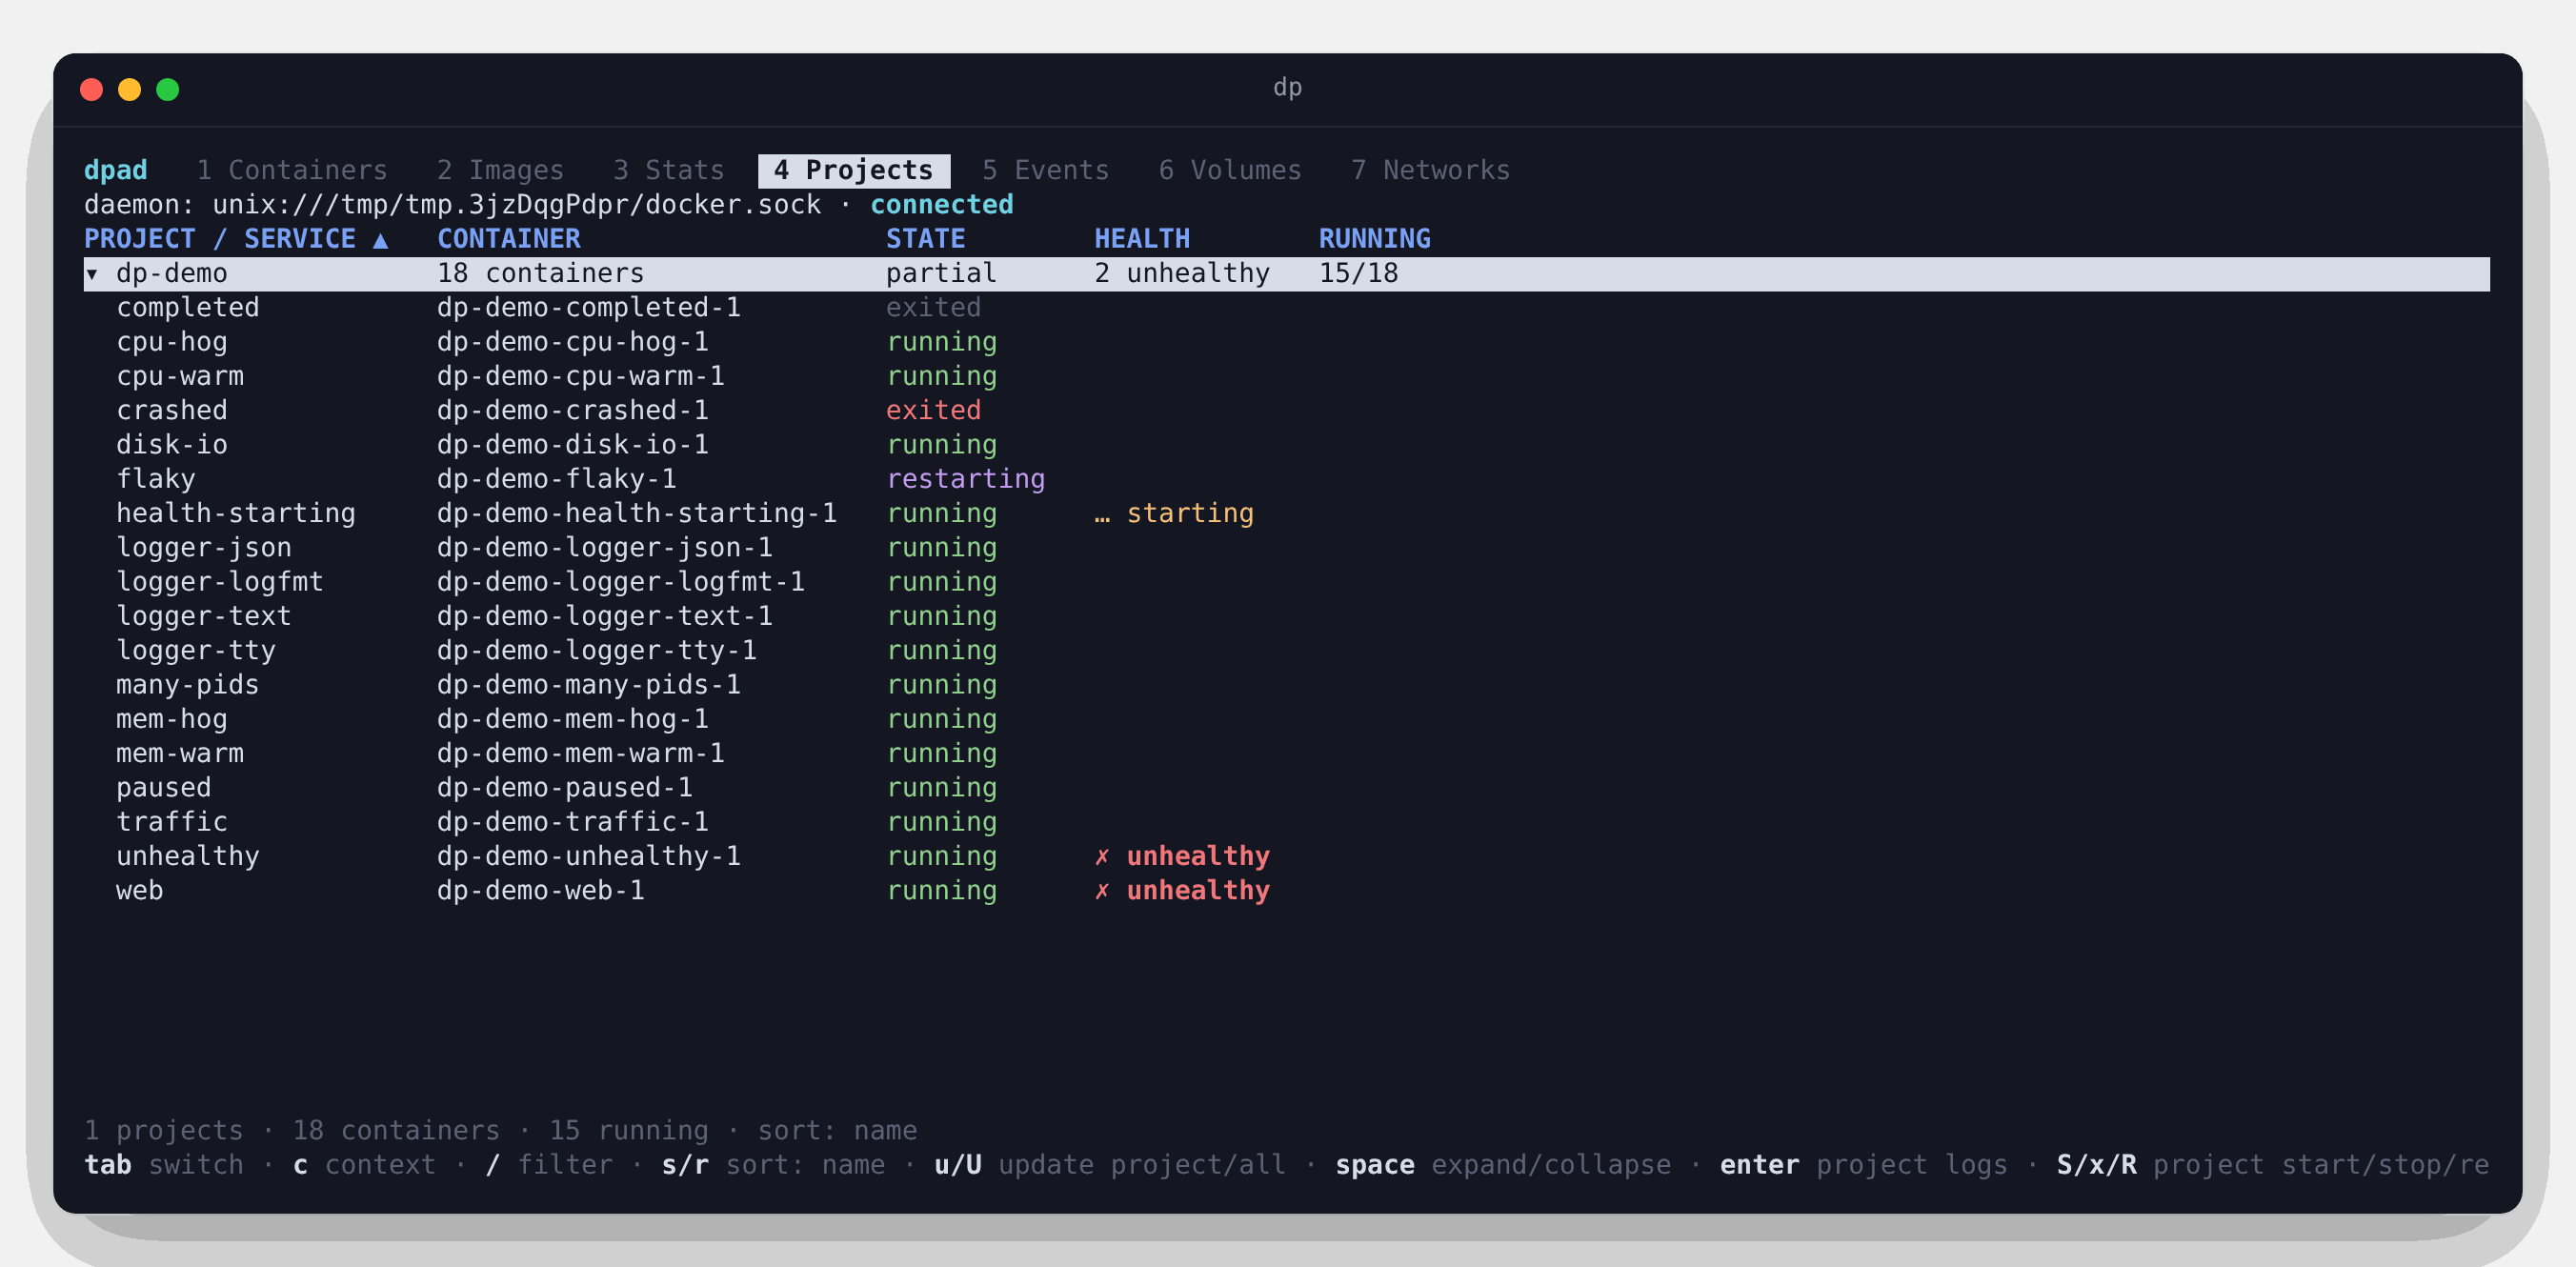 dp
dpad 1 Containers 2 Images 3 Stats 4 Projects 5 Events 6 Volumes 7 Networks
daemon: unix:///tmp/tmp.3jzDqgPdpr/docker.sock · connected
PROJECT / SERVICE ▲ CONTAINER STATE HEALTH RUNNING
▾ dp-demo 18 containers partial 2 unhealthy 15/18
completed dp-demo-completed-1 exited
cpu-hog dp-demo-cpu-hog-1 running
cpu-warm dp-demo-cpu-warm-1 running
crashed dp-demo-crashed-1 exited
disk-io dp-demo-disk-io-1 running
flaky dp-demo-flaky-1 restarting
health-starting dp-demo-health-starting-1 running … starting
logger-json dp-demo-logger-json-1 running
logger-logfmt dp-demo-logger-logfmt-1 running
logger-text dp-demo-logger-text-1 running
logger-tty dp-demo-logger-tty-1 running
many-pids dp-demo-many-pids-1 running
mem-hog dp-demo-mem-hog-1 running
mem-warm dp-demo-mem-warm-1 running
paused dp-demo-paused-1 running
traffic dp-demo-traffic-1 running
unhealthy dp-demo-unhealthy-1 running ✗ unhealthy
web dp-demo-web-1 running ✗ unhealthy
1 projects · 18 containers · 15 running · sort: name
tab switch · c context · / filter · s/r sort: name · u/U update project/all · space expand/collapse · enter project logs · S/x/R project start/stop/re